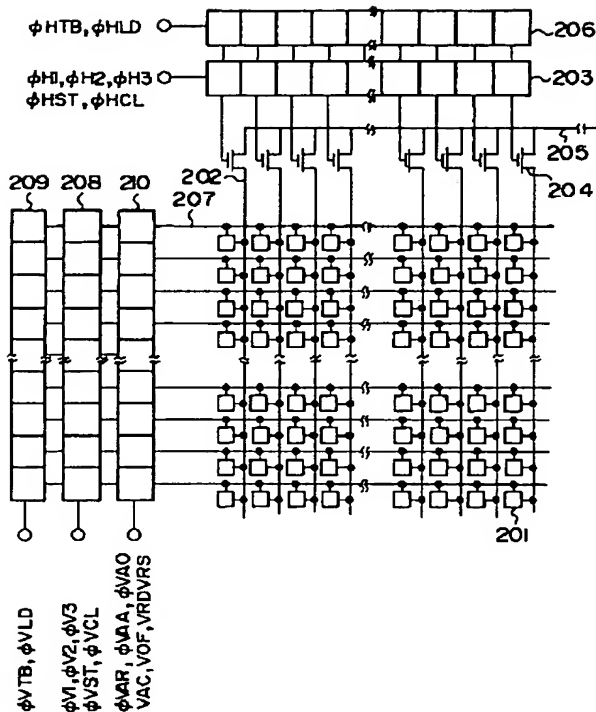 φHTB, φHLD
206
φH1, φH2, φH3
φHST, φHCL
203
205
202
204
209 208 210
207
201
φVTB, φVLD
φV1, φV2, φV3
φVST, φVCL
φVAR, φVAA, φVAO
VAC, VOF, VRDVRS